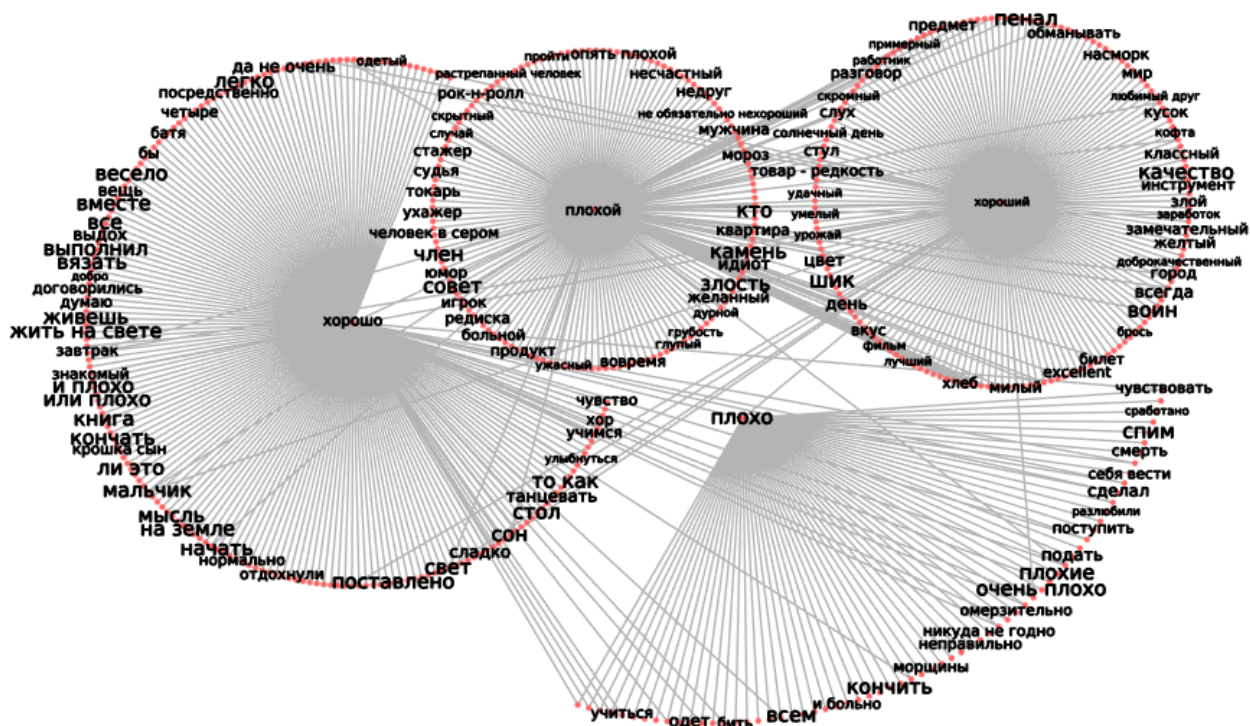 да не очень
одетый
легко
посредственно
четыре
батя
бы
весело
вещь
вместе
все
выдох
выполнил
вязать
добро
договорились
думаю
живешь
жить на свете
завтрак
знакомый
и плохо
или плохо
книга
кончать
крошка сын
ли это
мальчик
мысль
на земле
начать
нормально
отдохнули
поставлено
свет
сладко
сон
стол
танцевать
то как
улыбнуться
учимся
хор
чувство
хорошо
пройти
опять плохой
растрепанный человек
несчастный
рок-н-ролл
недруг
скрытный
не обязательно нехороший
случай
мужчина
стажер
мороз
судья
товар - редкость
токарь
ухажер
кто
человек в сером
квартира
член
камень
юмор
идиот
совет
злость
игрок
желанный
редиска
дурной
больной
грубость
продукт
глупый
ужасный
вовремя
плохой
предмет
пенал
обманывать
примерный
работник
насморк
разговор
мир
скромный
любимый друг
слух
кусок
солнечный день
кофта
стул
классный
качество
удачный
инструмент
злой
умелый
заработок
урожай
замечательный
желтый
цвет
доброкачественный
шик
город
день
всегда
воин
вкус
брось
фильм
лучший
билет
excellent
хлеб
милый
хороший
плохо
чувствовать
сработано
спим
смерть
себя вести
сделал
разлюбили
поступить
подать
плохие
очень плохо
омерзительно
никуда не годно
неправильно
морщины
кончить
и больно
всем
бить
одет
учиться